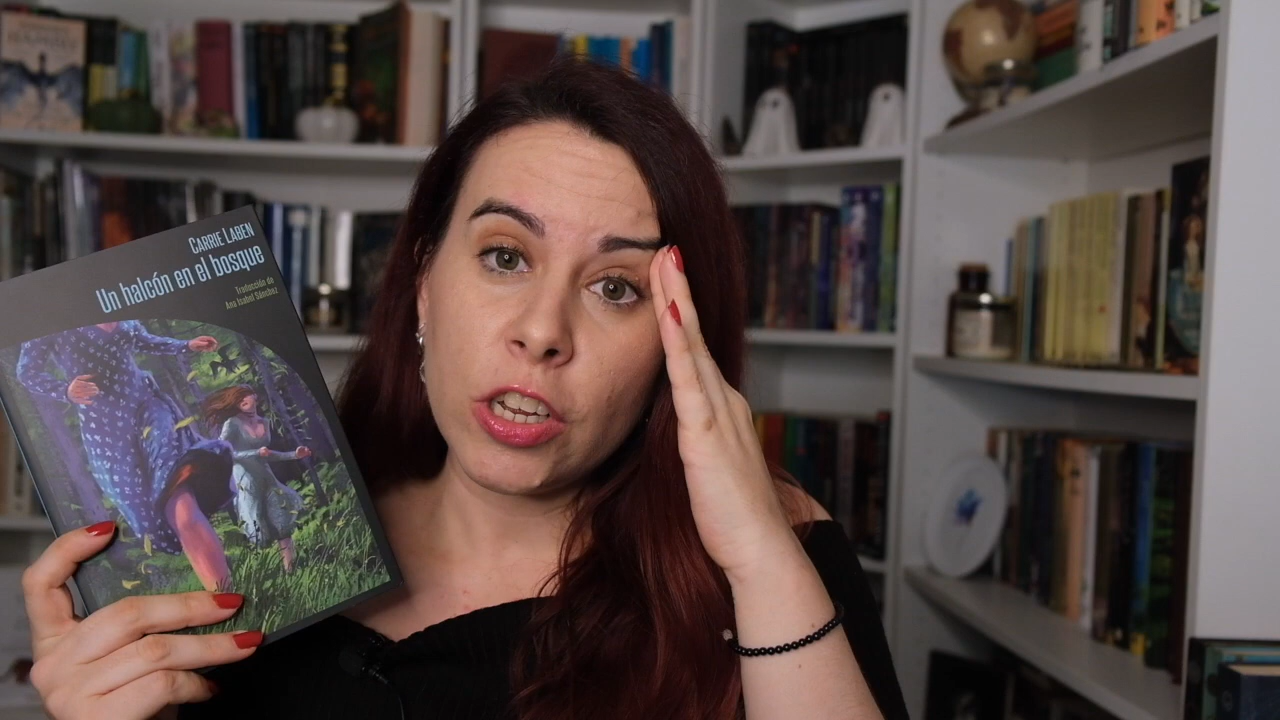 CARRIE LABEN
Un halcón en el bosque
Traducción de
Ana Isabel Sánchez